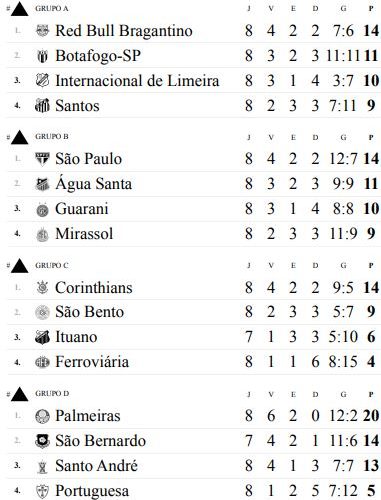 # GRUPO A J V E D G P
1. Red Bull Bragantino 8 4 2 2 7:6 14
2. Botafogo-SP 8 3 2 3 11:11 11
3. Internacional de Limeira 8 3 1 4 3:7 10
4. Santos 8 2 3 3 7:11 9
# GRUPO B J V E D G P
1. São Paulo 8 4 2 2 12:7 14
2. Água Santa 8 3 2 3 9:9 11
3. Guarani 8 3 1 4 8:8 10
4. Mirassol 8 2 3 3 11:9 9
# GRUPO C J V E D G P
1. Corinthians 8 4 2 2 9:5 14
2. São Bento 8 2 3 3 5:7 9
3. Ituano 7 1 3 3 5:10 6
4. Ferroviária 8 1 1 6 8:15 4
# GRUPO D J V E D G P
1. Palmeiras 8 6 2 0 12:2 20
2. São Bernardo 7 4 2 1 11:6 14
3. Santo André 8 4 1 3 7:7 13
4. Portuguesa 8 1 2 5 7:12 5